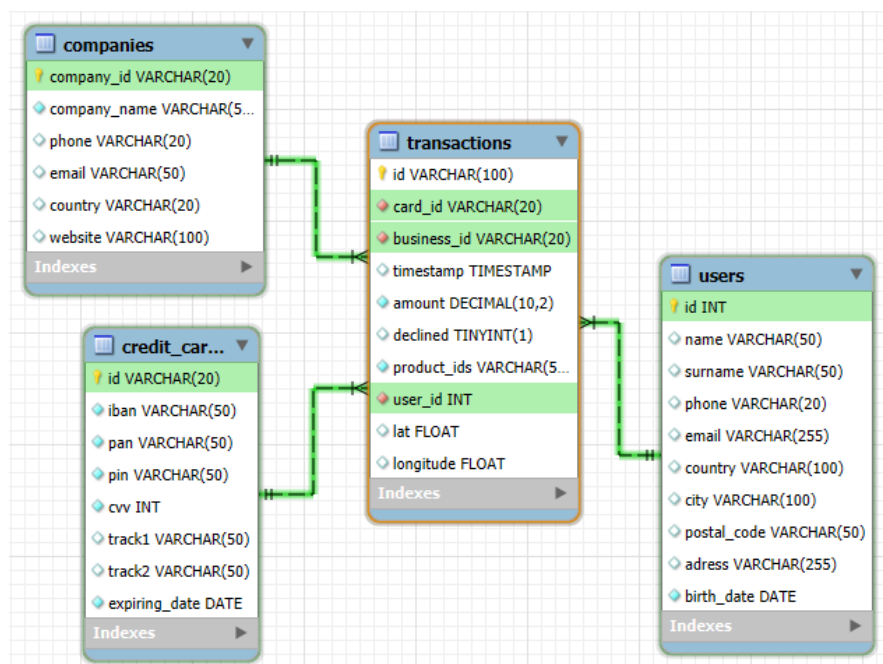 companies
company_id VARCHAR(20)
company_name VARCHAR(5...
phone VARCHAR(20)
email VARCHAR(50)
country VARCHAR(20)
website VARCHAR(100)
Indexes
credit_car...
id VARCHAR(20)
iban VARCHAR(50)
pan VARCHAR(50)
pin VARCHAR(50)
cvv INT
track1 VARCHAR(50)
track2 VARCHAR(50)
expiring_date DATE
Indexes
transactions
id VARCHAR(100)
card_id VARCHAR(20)
business_id VARCHAR(20)
timestamp TIMESTAMP
amount DECIMAL(10,2)
declined TINYINT(1)
product_ids VARCHAR(5...
user_id INT
lat FLOAT
longitude FLOAT
Indexes
users
id INT
name VARCHAR(50)
surname VARCHAR(50)
phone VARCHAR(20)
email VARCHAR(255)
country VARCHAR(100)
city VARCHAR(100)
postal_code VARCHAR(50)
adress VARCHAR(255)
birth_date DATE
Indexes